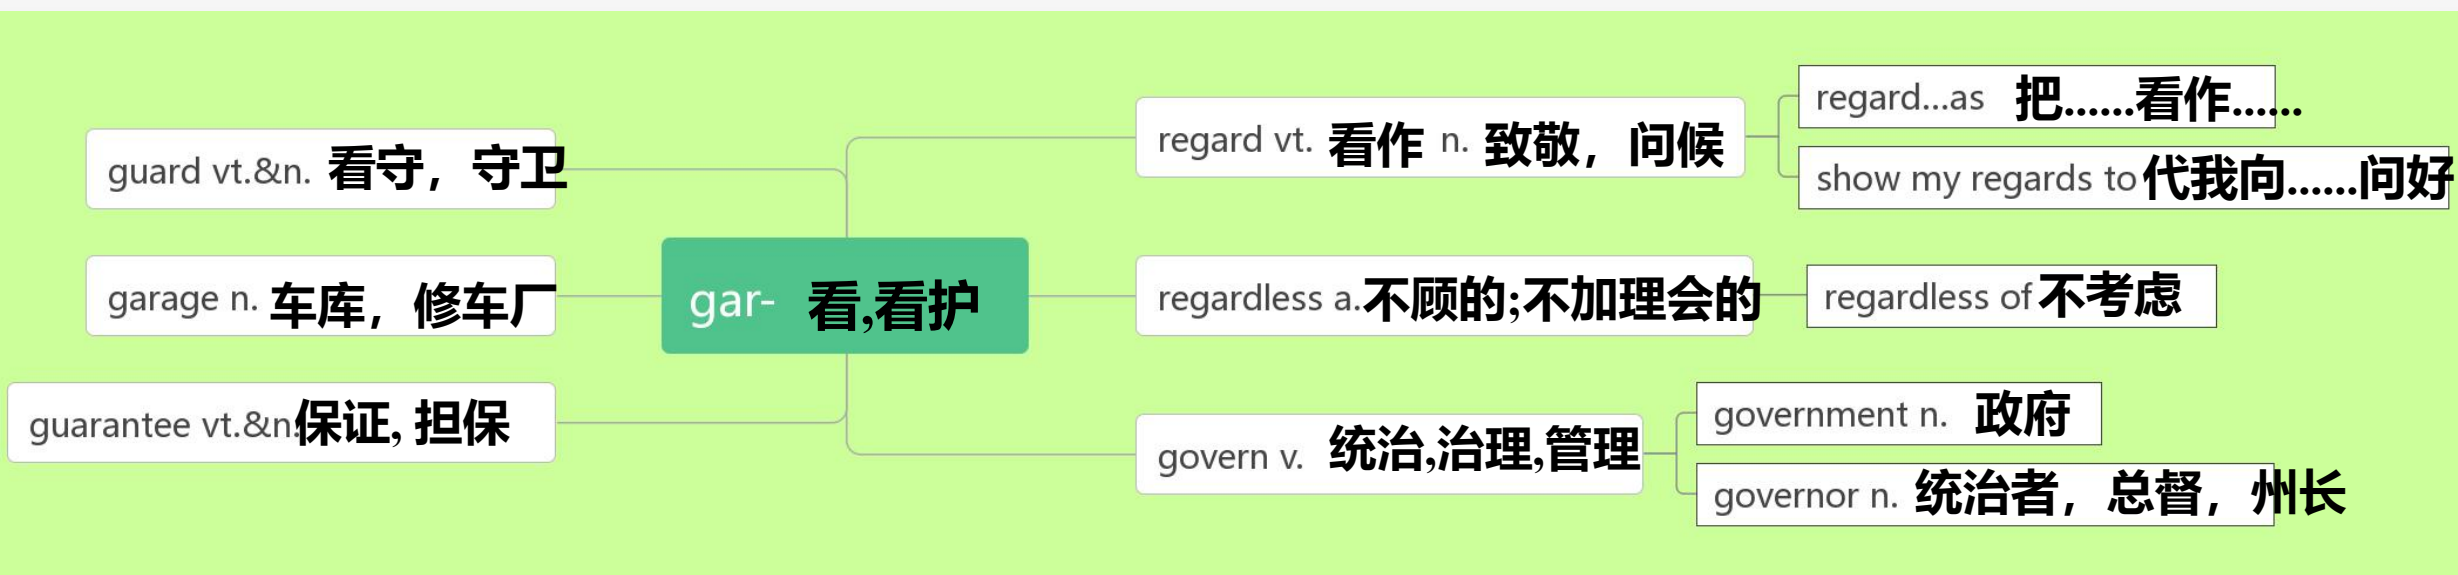 guard vt.&n. 看守，守卫
garage n. 车库，修车厂
guarantee vt.&n.保证, 担保
gar- 看,看护
regard vt. 看作 n. 致敬，问候
regard...as 把......看作......
show my regards to代我向......问好
regardless a.不顾的;不加理会的
regardless of 不考虑
govern v. 统治,治理,管理
government n. 政府
governor n. 统治者，总督，州长